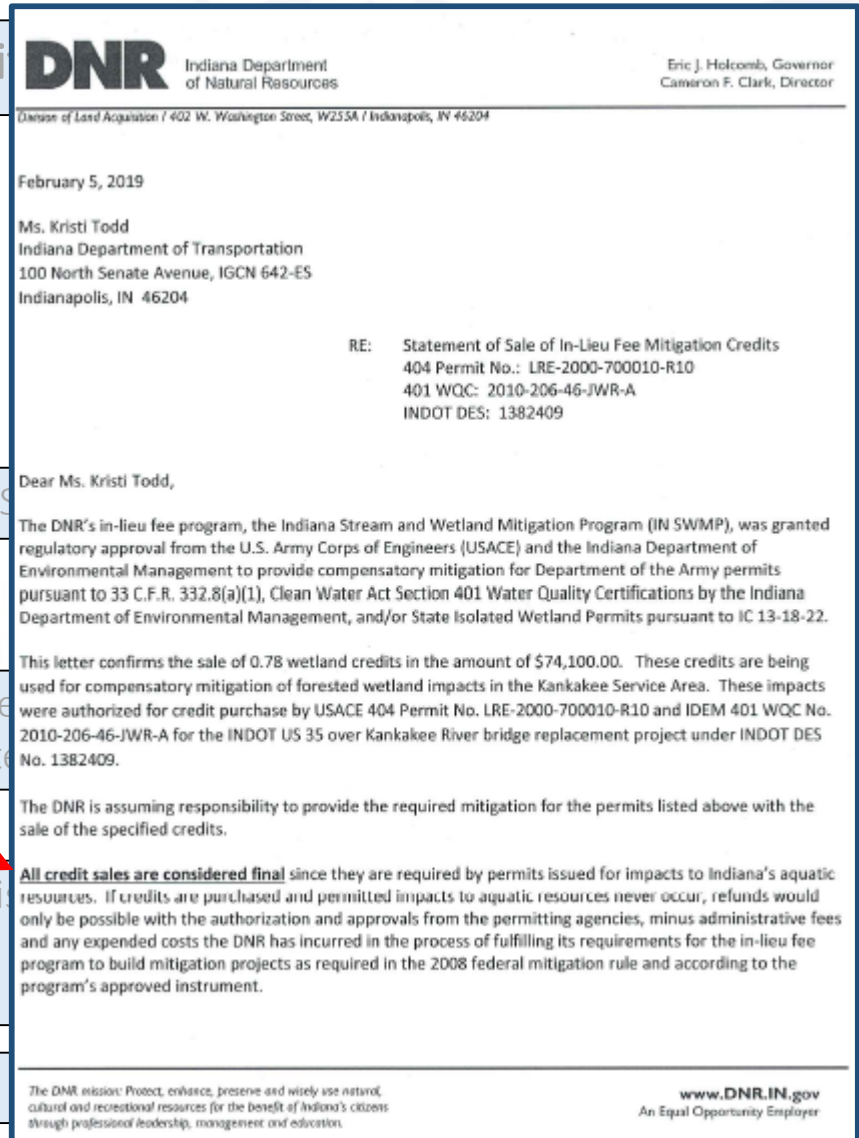 DNR
Indiana Department
of Natural Resources
Eric J. Holcomb, Governor
Cameron F. Clark, Director
Division of Land Acquisition / 402 W. Washington Street, W255A / Indianapolis, IN 46204
February 5, 2019
Ms. Kristi Todd
Indiana Department of Transportation
100 North Senate Avenue, IGCN 642-ES
Indianapolis, IN 46204
RE: Statement of Sale of In-Lieu Fee Mitigation Credits
404 Permit No.: LRE-2000-700010-R10
401 WQC: 2010-206-46-JWR-A
INDOT DES: 1382409
Dear Ms. Kristi Todd,
The DNR's in-lieu fee program, the Indiana Stream and Wetland Mitigation Program (IN SWMP), was granted
regulatory approval from the U.S. Army Corps of Engineers (USACE) and the Indiana Department of
Environmental Management to provide compensatory mitigation for Department of the Army permits
pursuant to 33 C.F.R. 332.8(a)(1), Clean Water Act Section 401 Water Quality Certifications by the Indiana
Department of Environmental Management, and/or State Isolated Wetland Permits pursuant to IC 13-18-22.
This letter confirms the sale of 0.78 wetland credits in the amount of $74,100.00. These credits are being
used for compensatory mitigation of forested wetland impacts in the Kankakee Service Area. These impacts
were authorized for credit purchase by USACE 404 Permit No. LRE-2000-700010-R10 and IDEM 401 WQC No.
2010-206-46-JWR-A for the INDOT US 35 over Kankakee River bridge replacement project under INDOT DES
No. 1382409.
The DNR is assuming responsibility to provide the required mitigation for the permits listed above with the
sale of the specified credits.
All credit sales are considered final since they are required by permits issued for impacts to Indiana's aquatic
resources. If credits are purchased and permitted impacts to aquatic resources never occur, refunds would
only be possible with the authorization and approvals from the permitting agencies, minus administrative fees
and any expended costs the DNR has incurred in the process of fulfilling its requirements for the in-lieu fee
program to build mitigation projects as required in the 2008 federal mitigation rule and according to the
program's approved instrument.
The DNR mission: Protect, enhance, preserve and wisely use natural,
cultural and recreational resources for the benefit of Indiana's citizens
through professional leadership, management and education.
www.DNR.IN.gov
An Equal Opportunity Employer